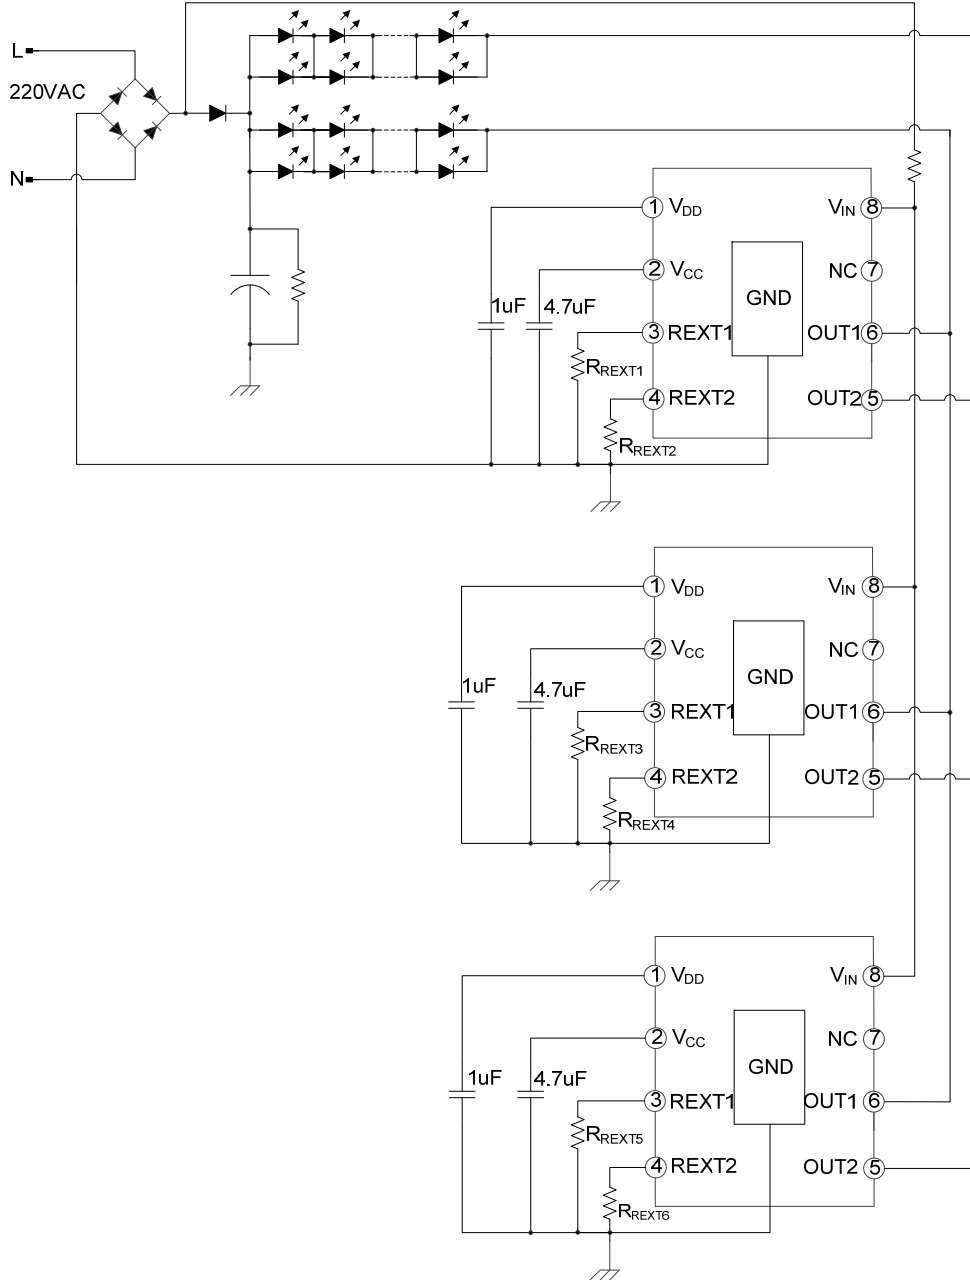 L
220VAC
N
1 VDD
VIN 8
2 VCC
NC 7
GND
1uF
4.7uF
3 REXT1
OUT1 6
RREXT1
4 REXT2
OUT2 5
RREXT2
1 VDD
VIN 8
2 VCC
NC 7
GND
1uF
4.7uF
3 REXT1
OUT1 6
RREXT3
4 REXT2
OUT2 5
RREXT4
1 VDD
VIN 8
2 VCC
NC 7
GND
1uF
4.7uF
3 REXT1
OUT1 6
RREXT5
4 REXT2
OUT2 5
RREXT6